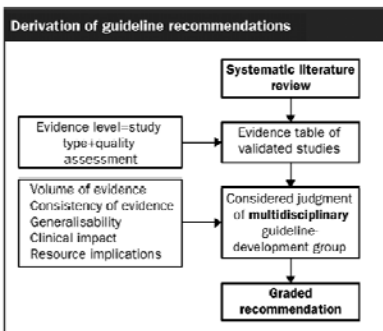 Derivation of guideline recommendations
Systematic literature
review
Evidence level=study
type+quality
assessment
Evidence table of
validated studies
Volume of evidence
Consistency of evidence
Generalisability
Clinical impact
Resource implications
Considered judgment
of multidisciplinary
guideline-
development group
Graded
recommendation